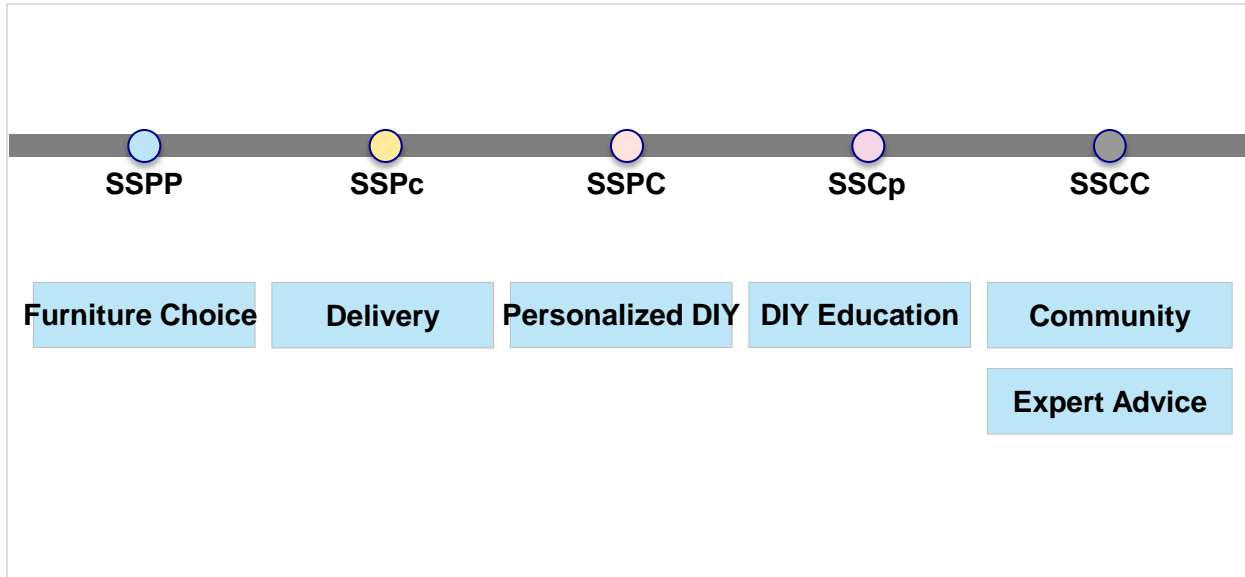 SSPP SSPc SSPC SSCp SSCC
Furniture Choice Delivery Personalized DIY DIY Education Community
Expert Advice